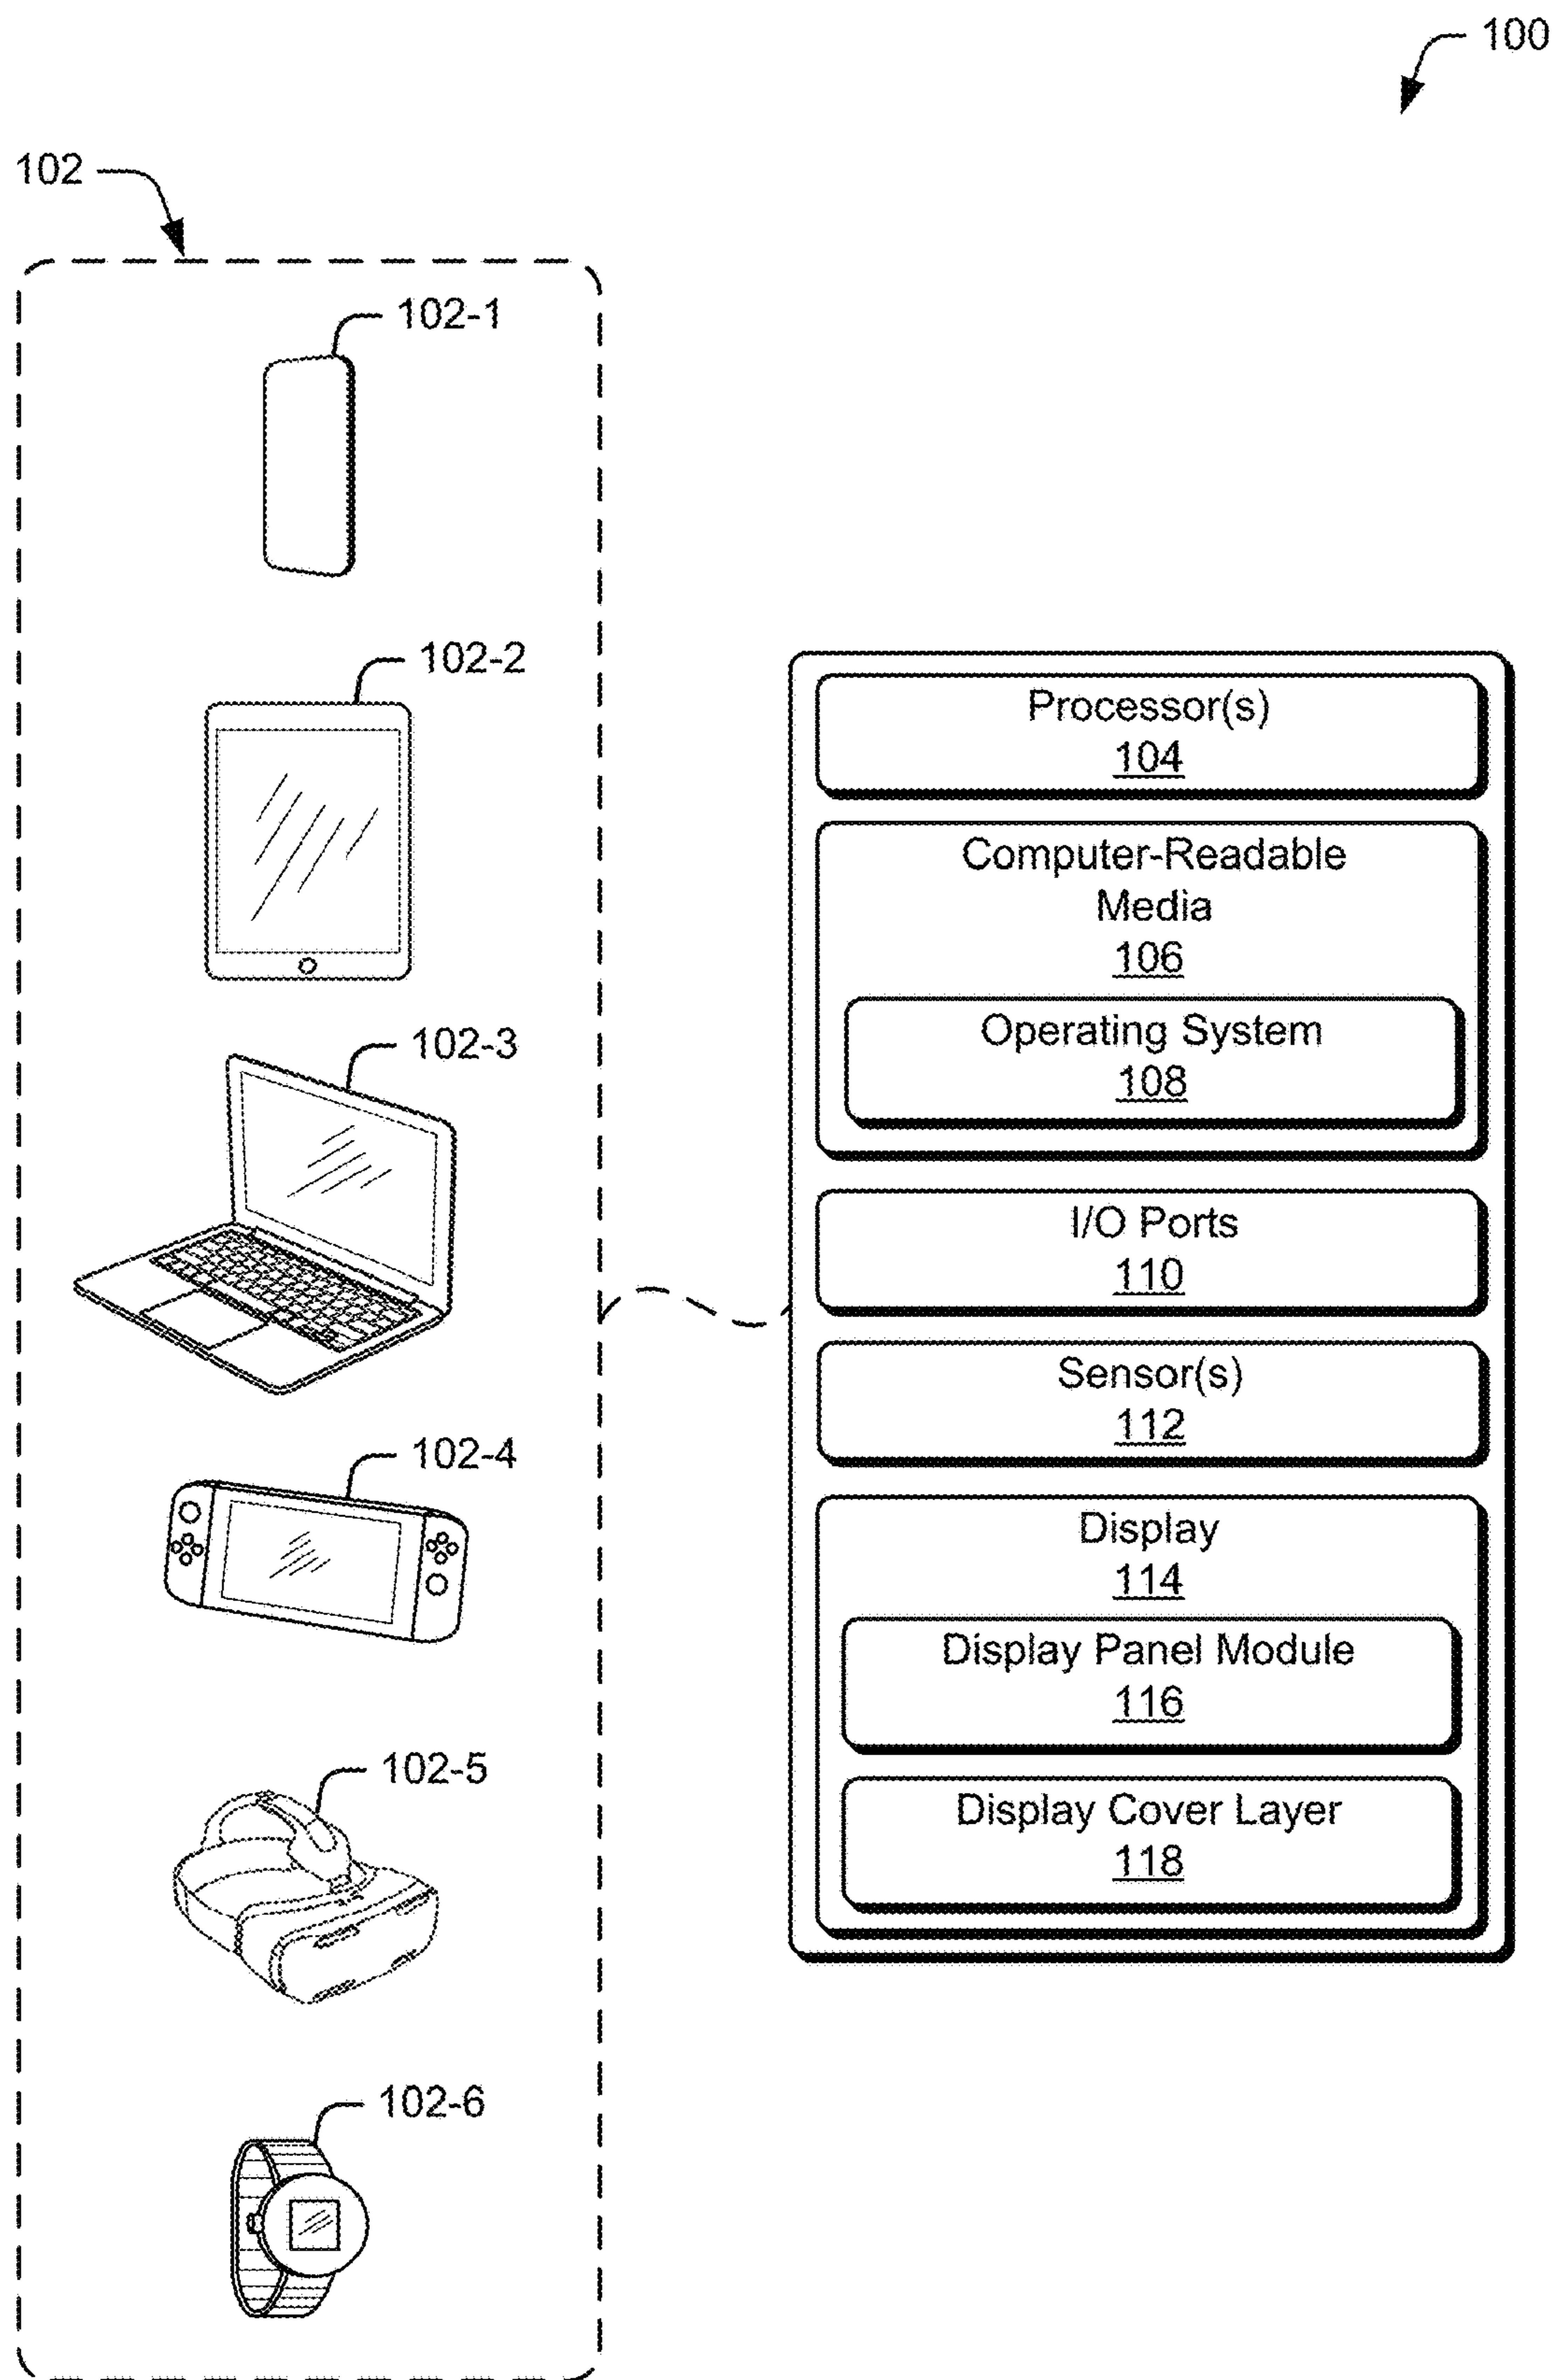 100
102
102-1
102-2
102-3
102-4
102-5
102-6
Processor(s)
104
Computer-Readable
Media
106
Operating System
108
I/O Ports
110
Sensor(s)
112
Display
114
Display Panel Module
116
Display Cover Layer
118